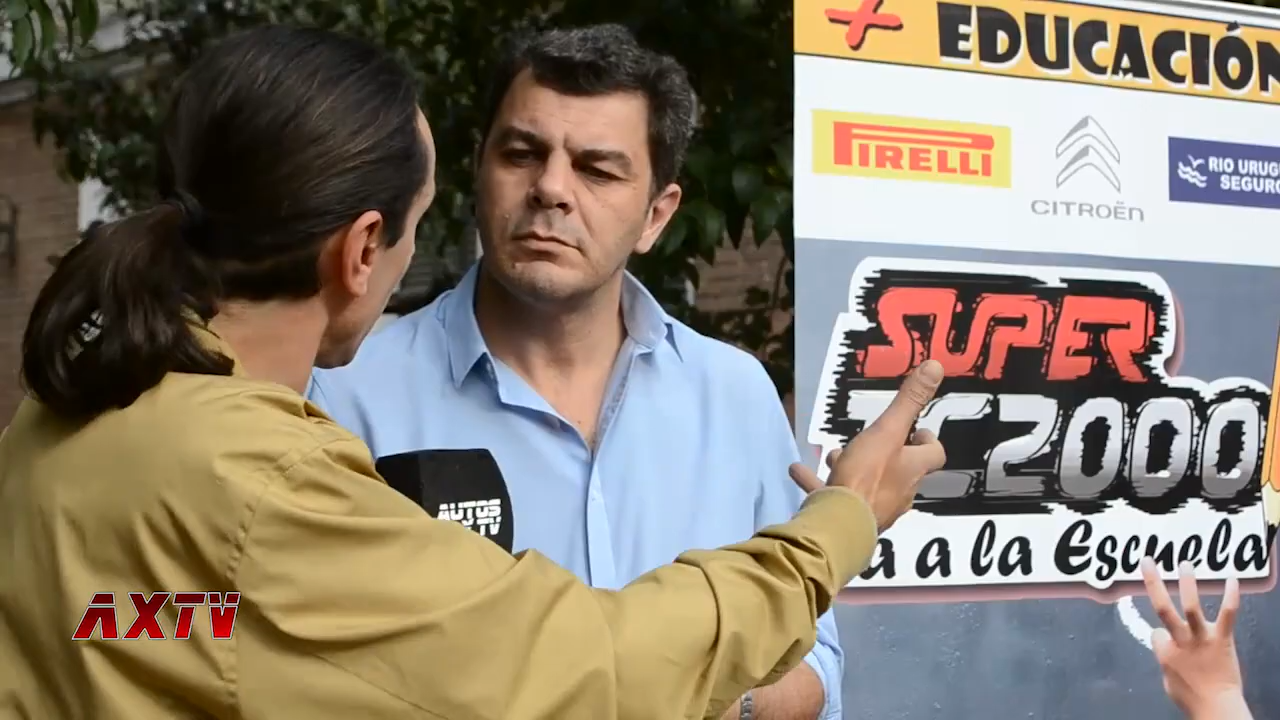 + EDUCACIÓN
PIRELLI
CITROËN
RIO URUG
SEGURO
SUPER
TC2000
a a la Escuela
AUTOS
TV
AXTV